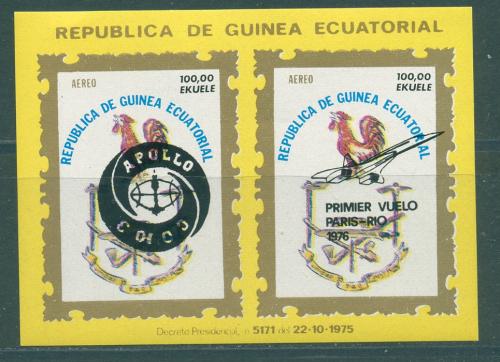 REPUBLICA DE GUINEA ECUATORIAL
AEREO
100,00
EKUELE
REPUBLICA DE GUINEA ECUATORIAL
APOLLO
AEREO
100,00
EKUELE
REPUBLICA DE GUINEA ECUATORIAL
PRIMER VUELO
PARIS-RIO
1976
Decreto Presidencial, n 5171 del 22-10-1975